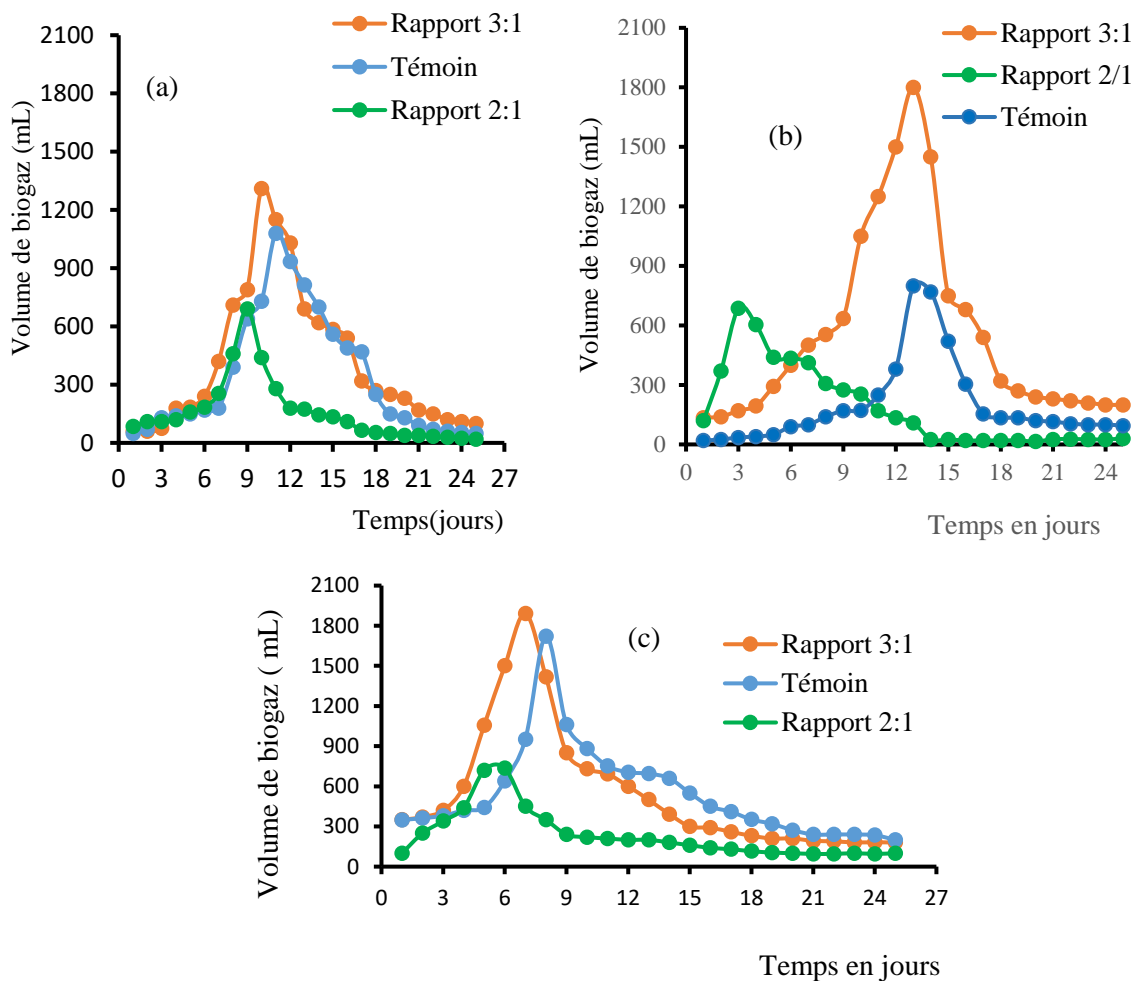 (a)
Rapport 3:1
Témoin
Rapport 2:1
Volume de biogaz (mL)
2100
1800
1500
1200
900
600
300
0
0 3 6 9 12 15 18 21 24 27
Temps(jours)
(b)
Rapport 3:1
Rapport 2/1
Témoin
Volume de biogaz (mL)
2100
1800
1500
1200
900
600
300
0
0 3 6 9 12 15 18 21 24
Temps en jours
(c)
Rapport 3:1
Témoin
Rapport 2:1
Volume de biogaz ( mL)
2100
1800
1500
1200
900
600
300
0
0 3 6 9 12 15 18 21 24 27
Temps en jours